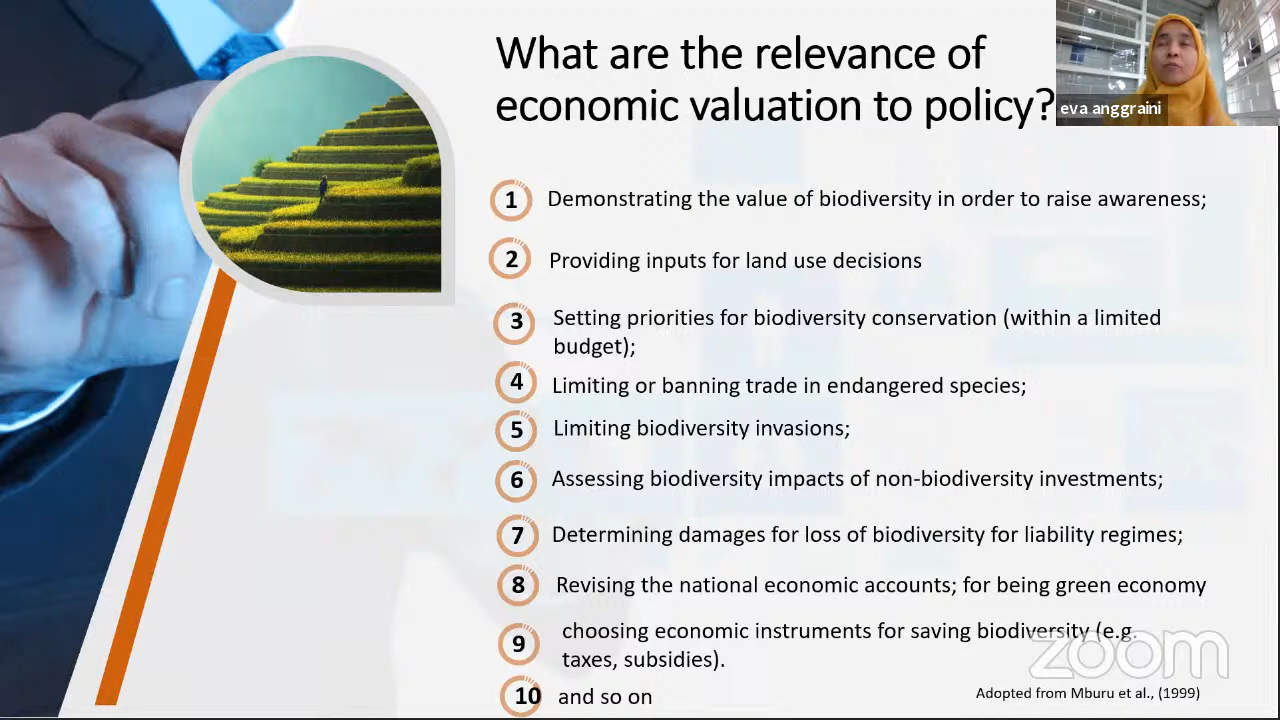 What are the relevance of
economic valuation to policy?
eva anggraini
1 Demonstrating the value of biodiversity in order to raise awareness;
2 Providing inputs for land use decisions
3 Setting priorities for biodiversity conservation (within a limited
budget);
4 Limiting or banning trade in endangered species;
5 Limiting biodiversity invasions;
6 Assessing biodiversity impacts of non-biodiversity investments;
7 Determining damages for loss of biodiversity for liability regimes;
8 Revising the national economic accounts; for being green economy
9 choosing economic instruments for saving biodiversity (e.g.
taxes, subsidies).
zoom
10 and so on
Adopted from Mburu et al., (1999)